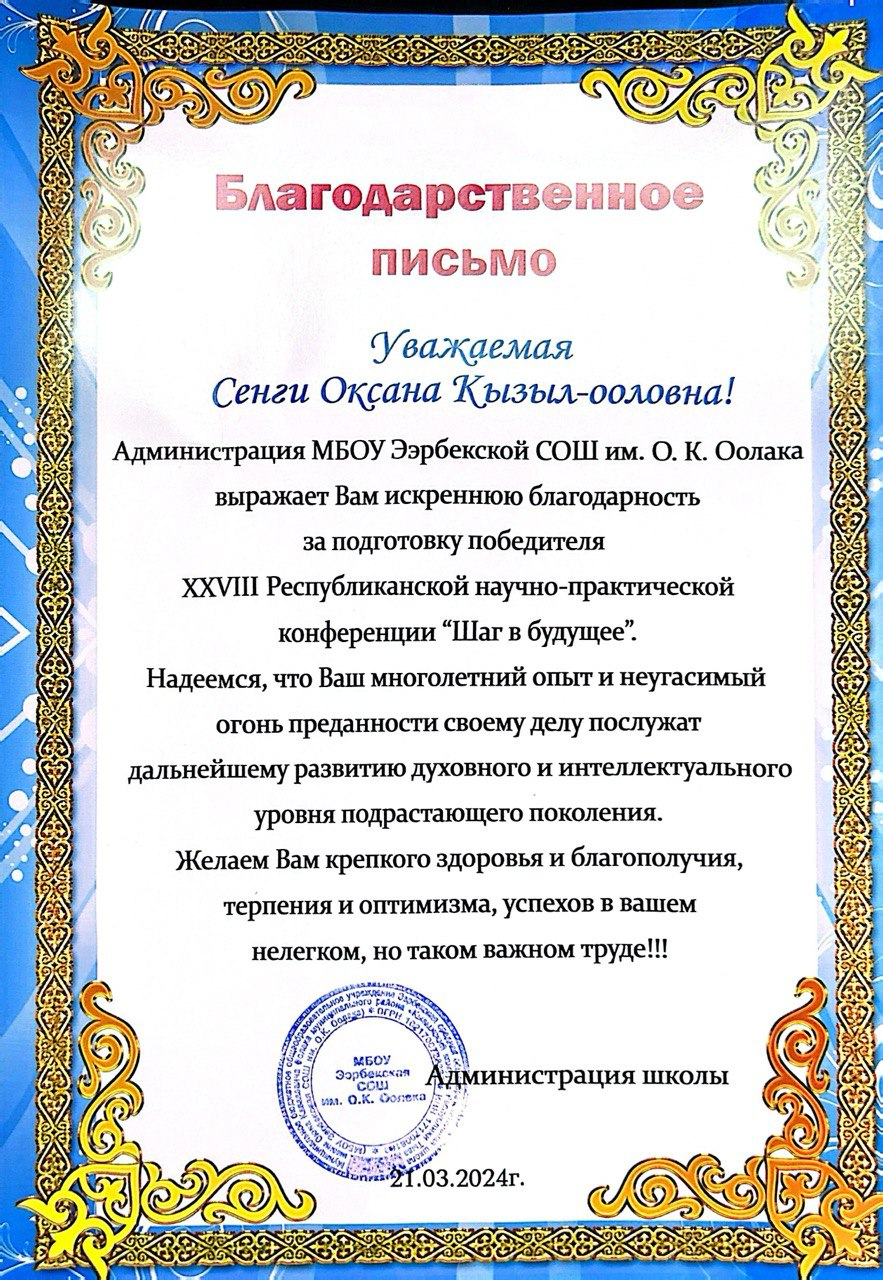 Благодарственное
письмо
Уважаемая
Сенги Оксана Кызыл-ооловна!
Администрация МБОУ Ээрбекской СОШ им. О. К. Оолака
выражает Вам искреннюю благодарность
за подготовку победителя
XXVIII Республиканской научно-практической
конференции “Шаг в будущее”.
Надеемся, что Ваш многолетний опыт и неугасимый
огонь преданности своему делу послужат
дальнейшему развитию духовного и интеллектуального
уровня подрастающего поколения.
Желаем Вам крепкого здоровья и благополучия,
терпения и оптимизма, успехов в вашем
нелегком, но таком важном труде!!!
МБОУ
Ээрбекская
СОШ
им. О.К. Оолака
Администрация школы
21.03.2024г.